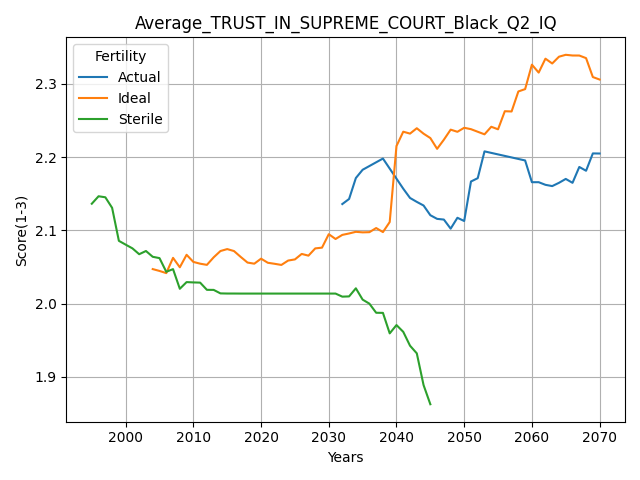 Average_TRUST_IN_SUPREME_COURT_Black_Q2_IQ
Fertility
Actual
Ideal
Sterile
Score(1-3)
2.3
2.2
2.1
2.0
1.9
2000 2010 2020 2030 2040 2050 2060 2070
Years